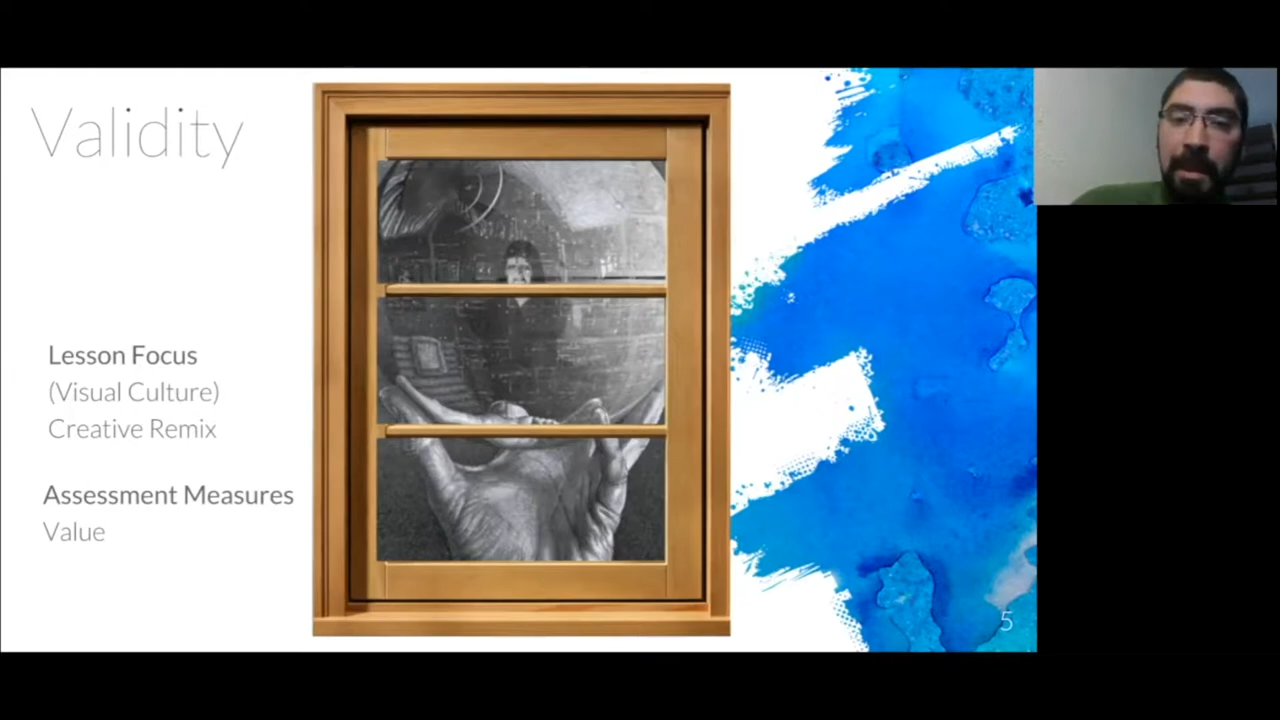 Validity
Lesson Focus
(Visual Culture)
Creative Remix
Assessment Measures
Value
5